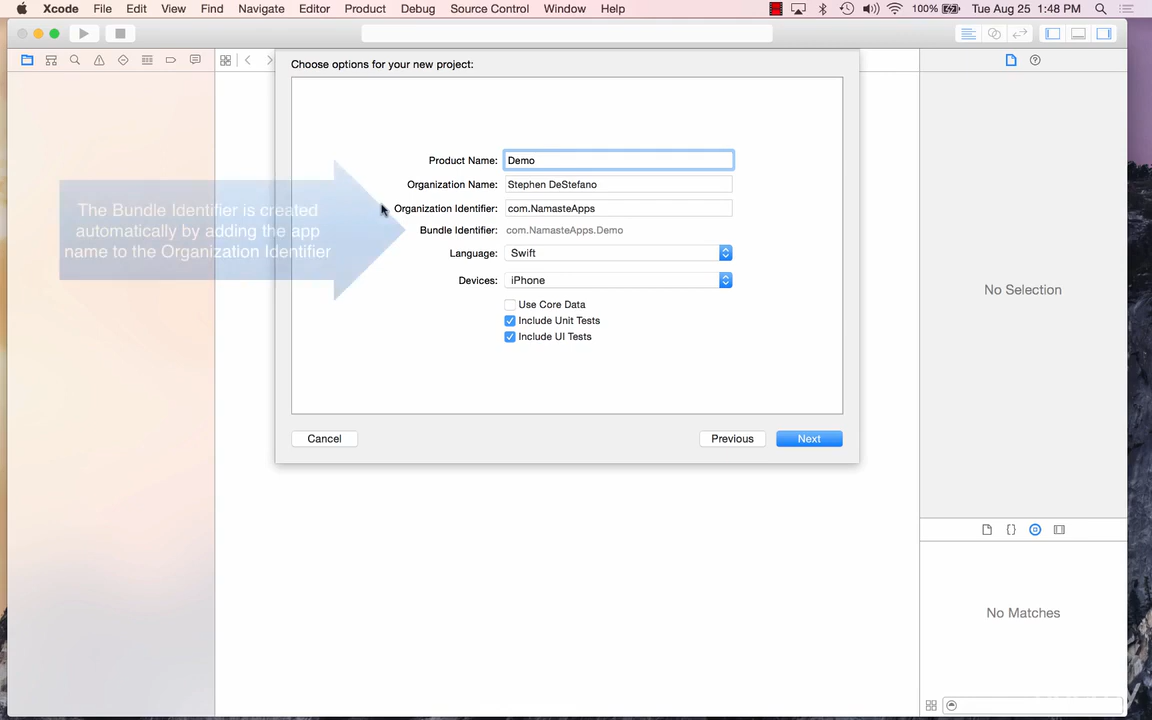 Xcode File Edit View Find Navigate Editor Product Debug Source Control Window Help 100% Tue Aug 25 1:48 PM
Choose options for your new project:
Product Name: Demo
Organization Name: Stephen DeStefano
Organization Identifier: com.NamasteApps
Bundle Identifier: com.NamasteApps.Demo
Language: Swift
Devices: iPhone
Use Core Data
Include Unit Tests
Include UI Tests
Cancel Previous Next
The Bundle Identifier is created
automatically by adding the app
name to the Organization Identifier
No Selection
No Matches